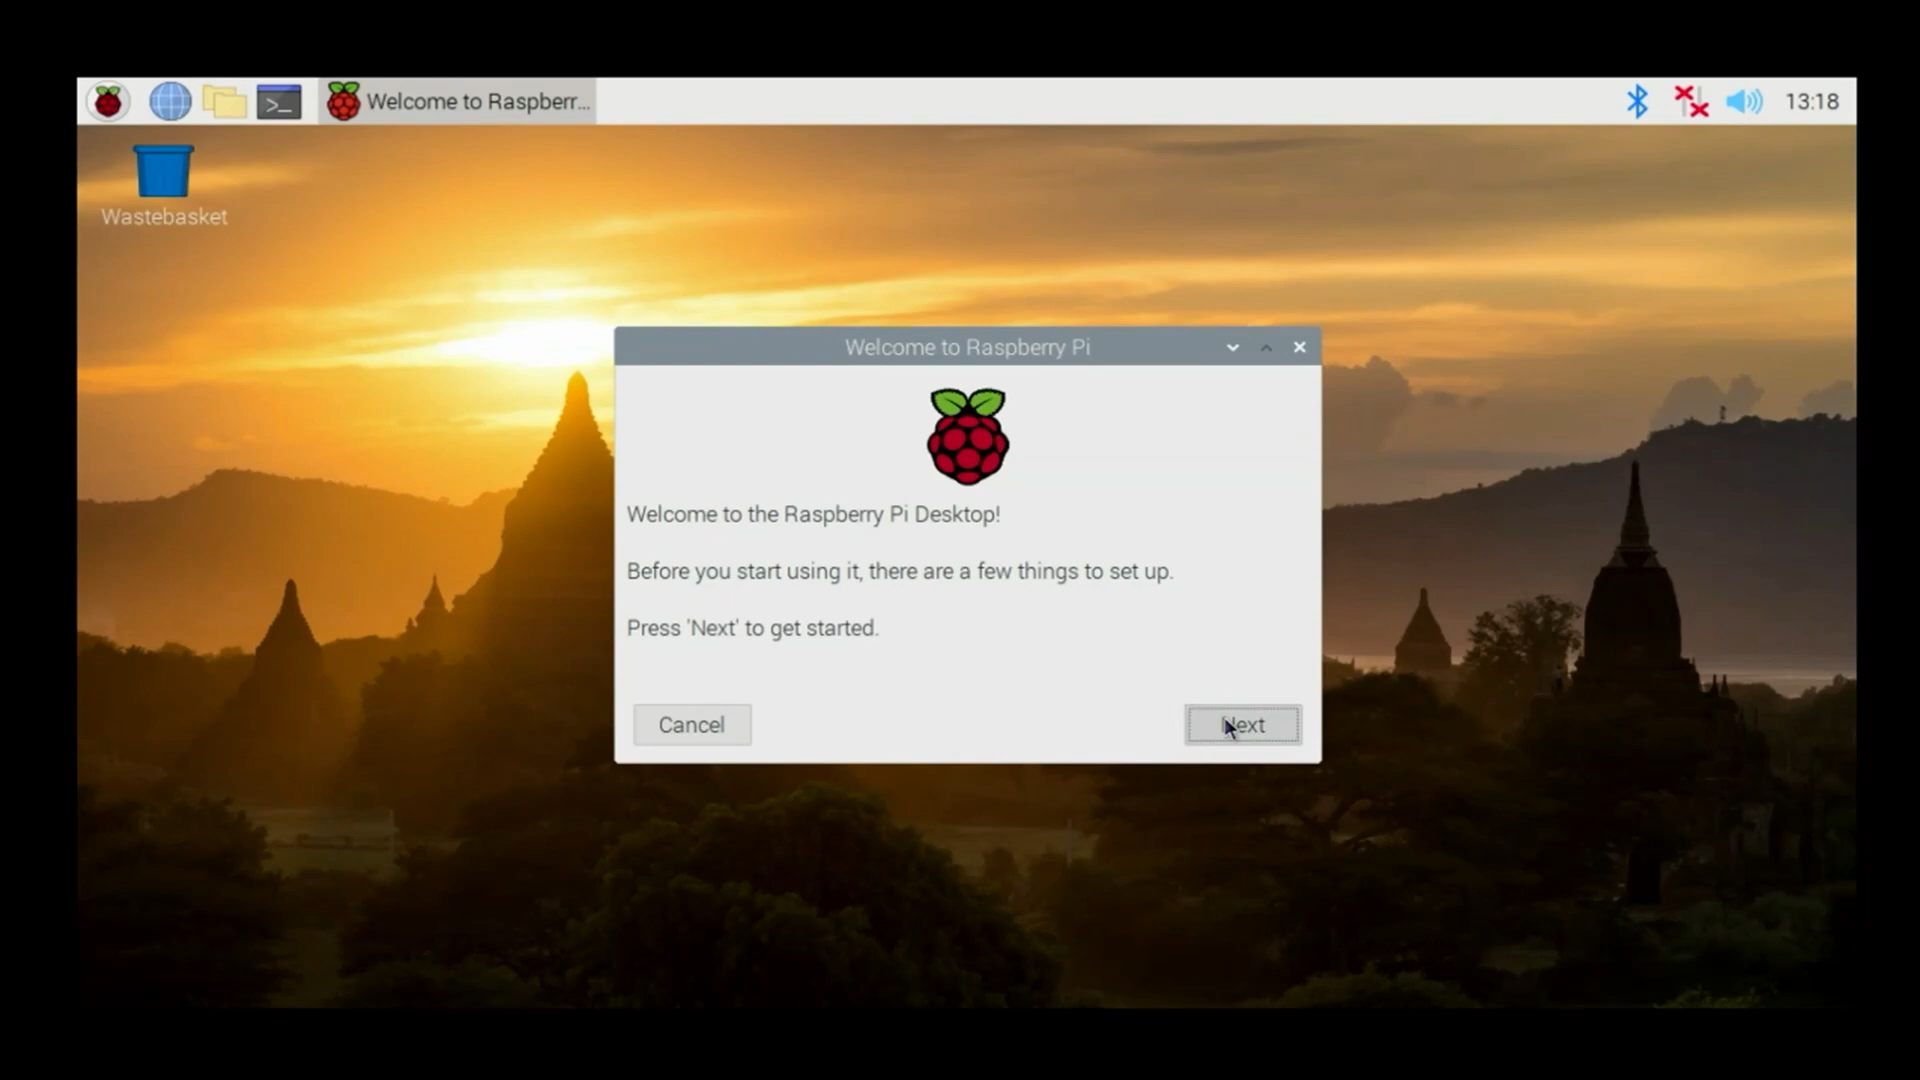 Welcome to Raspberr...
13:18
Wastebasket
Welcome to Raspberry Pi
Welcome to the Raspberry Pi Desktop!
Before you start using it, there are a few things to set up.
Press 'Next' to get started.
Cancel
Next